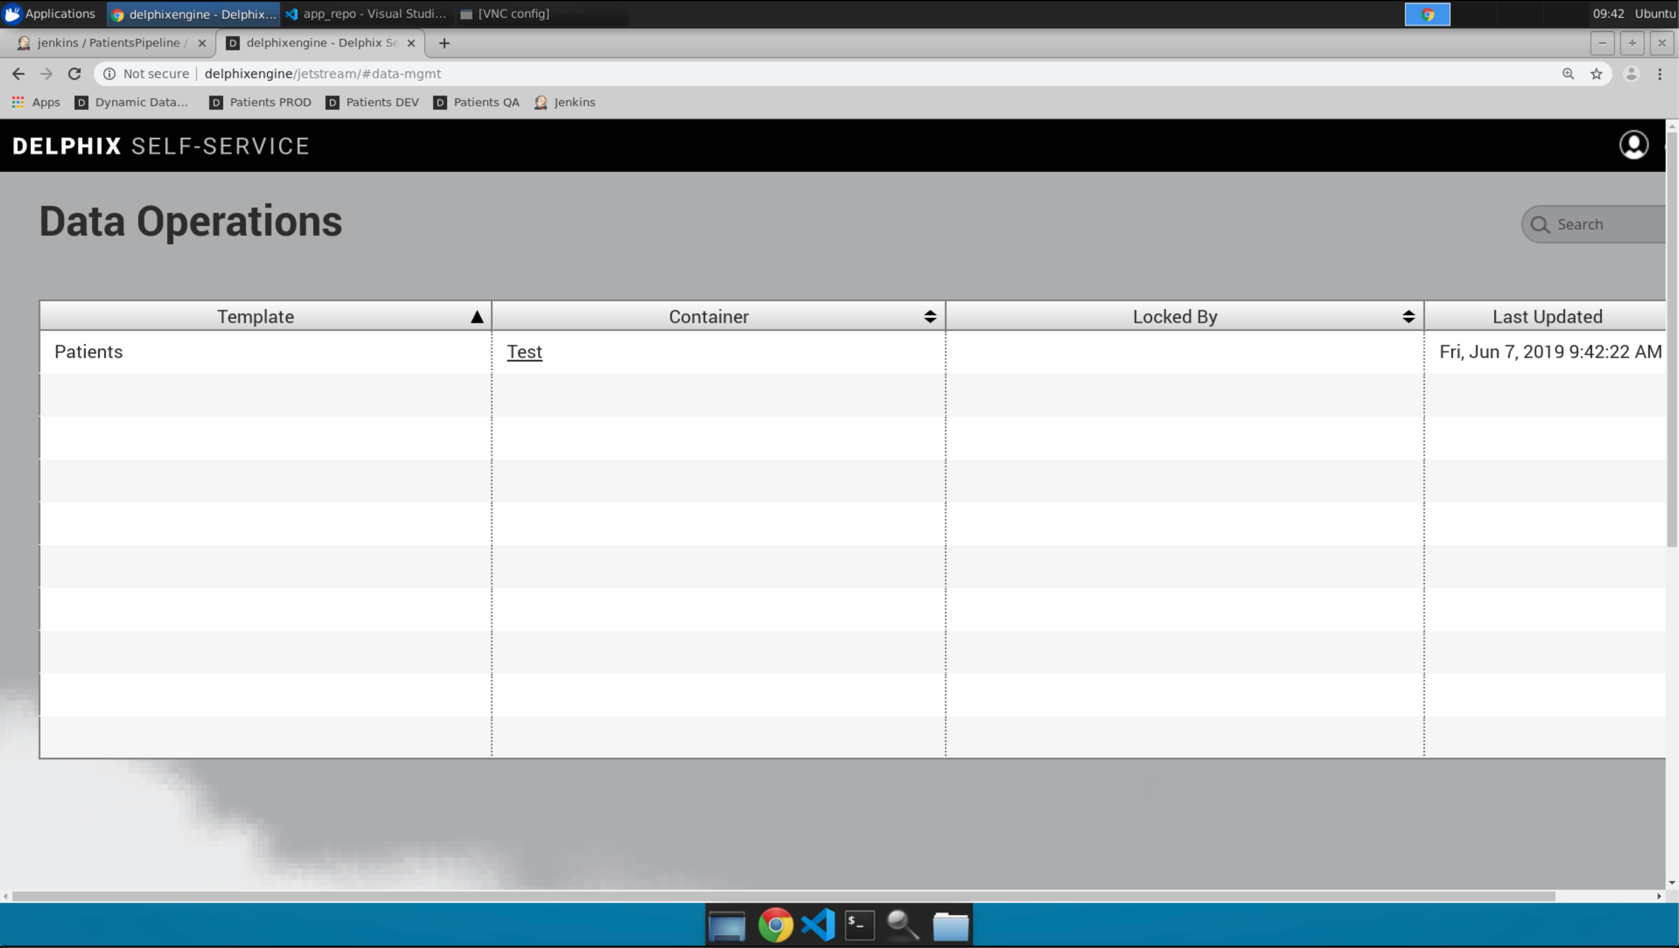 Applications delphixengine - Delphix... app_repo - Visual Studi... [VNC config] 09:42 Ubuntu
jenkins / PatientsPipeline / delphixengine - Delphix Se
Not secure delphixengine/jetstream/#data-mgmt
Apps Dynamic Data... Patients PROD Patients DEV Patients QA Jenkins
DELPHIX SELF-SERVICE
Data Operations
Search
Template Container Locked By Last Updated
Patients Test Fri, Jun 7, 2019 9:42:22 AM